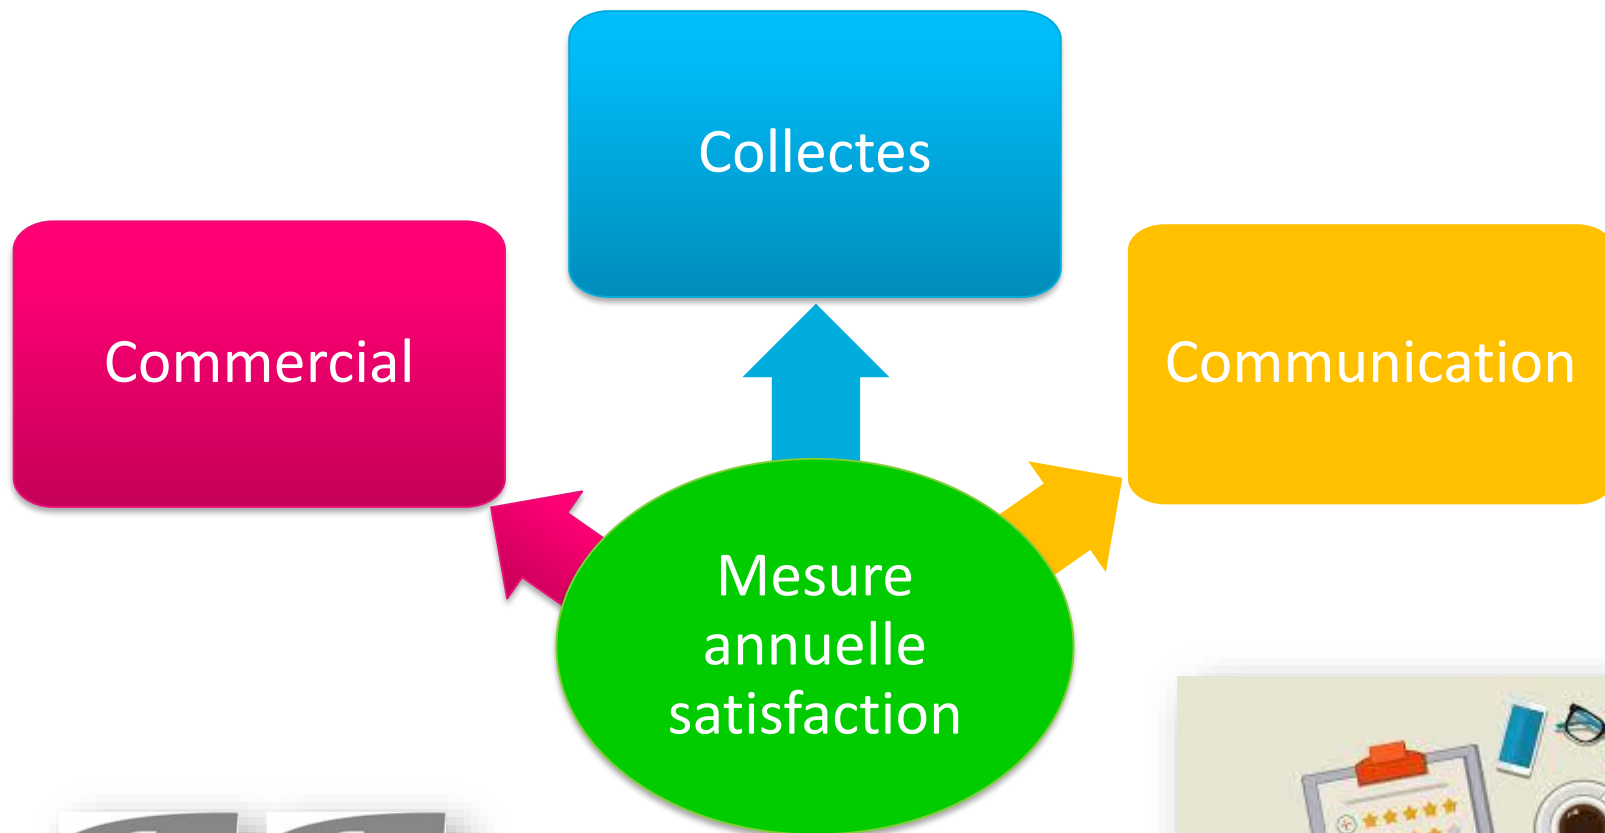 Collectes
Commercial
Communication
Mesure
annuelle
satisfaction